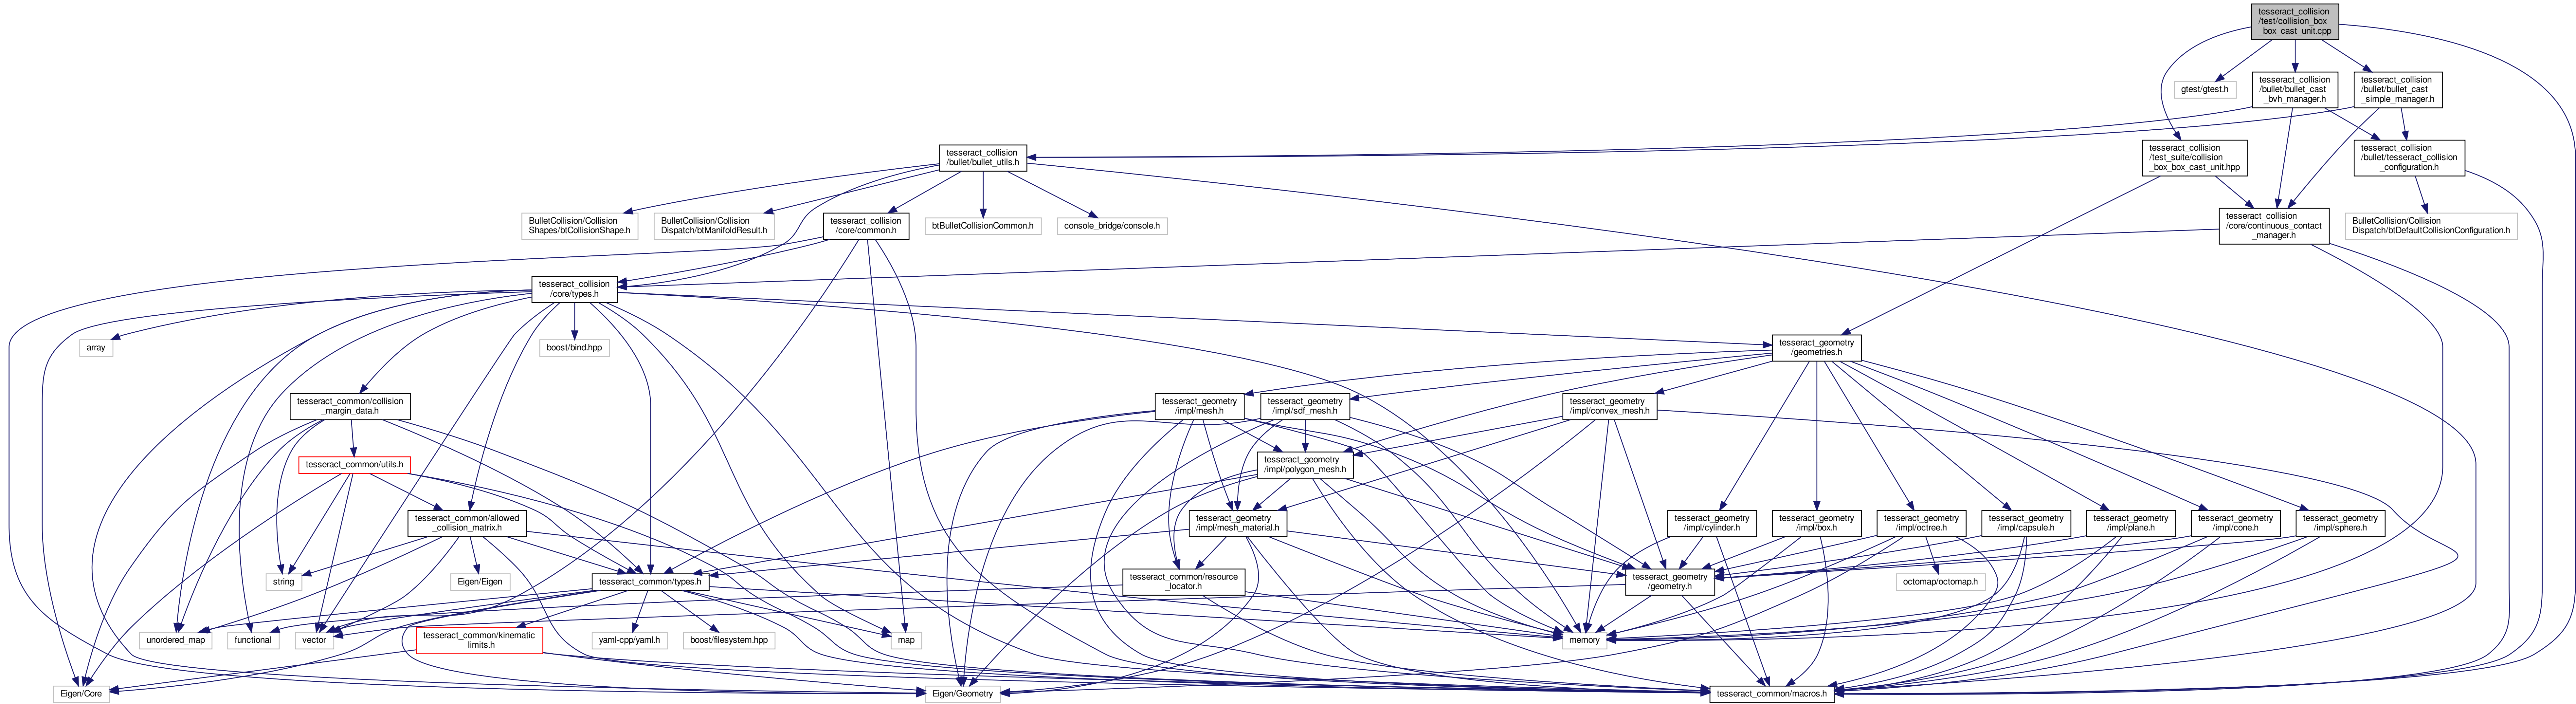 tesseract_collision
/test/collision_box
_box_cast_unit.cpp
gtest/gtest.h
tesseract_collision
/bullet/bullet_cast
_bvh_manager.h
tesseract_collision
/bullet/bullet_cast
_simple_manager.h
tesseract_collision
/bullet/bullet_utils.h
tesseract_collision
/test_suite/collision
_box_box_cast_unit.hpp
tesseract_collision
/bullet/tesseract_collision
_configuration.h
BulletCollision/Collision
Shapes/btCollisionShape.h
BulletCollision/Collision
Dispatch/btManifoldResult.h
tesseract_collision
/core/common.h
btBulletCollisionCommon.h
console_bridge/console.h
tesseract_collision
/core/continuous_contact
_manager.h
BulletCollision/Collision
Dispatch/btDefaultCollisionConfiguration.h
tesseract_collision
/core/types.h
array
boost/bind.hpp
tesseract_geometry
/geometries.h
tesseract_common/collision
_margin_data.h
tesseract_geometry
/impl/mesh.h
tesseract_geometry
/impl/sdf_mesh.h
tesseract_geometry
/impl/convex_mesh.h
tesseract_common/utils.h
tesseract_geometry
/impl/polygon_mesh.h
tesseract_common/allowed
_collision_matrix.h
tesseract_geometry
/impl/mesh_material.h
tesseract_geometry
/impl/cylinder.h
tesseract_geometry
/impl/box.h
tesseract_geometry
/impl/octree.h
tesseract_geometry
/impl/capsule.h
tesseract_geometry
/impl/plane.h
tesseract_geometry
/impl/cone.h
tesseract_geometry
/impl/sphere.h
string
Eigen/Eigen
tesseract_common/types.h
tesseract_common/resource
_locator.h
tesseract_geometry
/geometry.h
octomap/octomap.h
unordered_map
functional
vector
tesseract_common/kinematic
_limits.h
yaml-cpp/yaml.h
boost/filesystem.hpp
map
memory
Eigen/Core
Eigen/Geometry
tesseract_common/macros.h